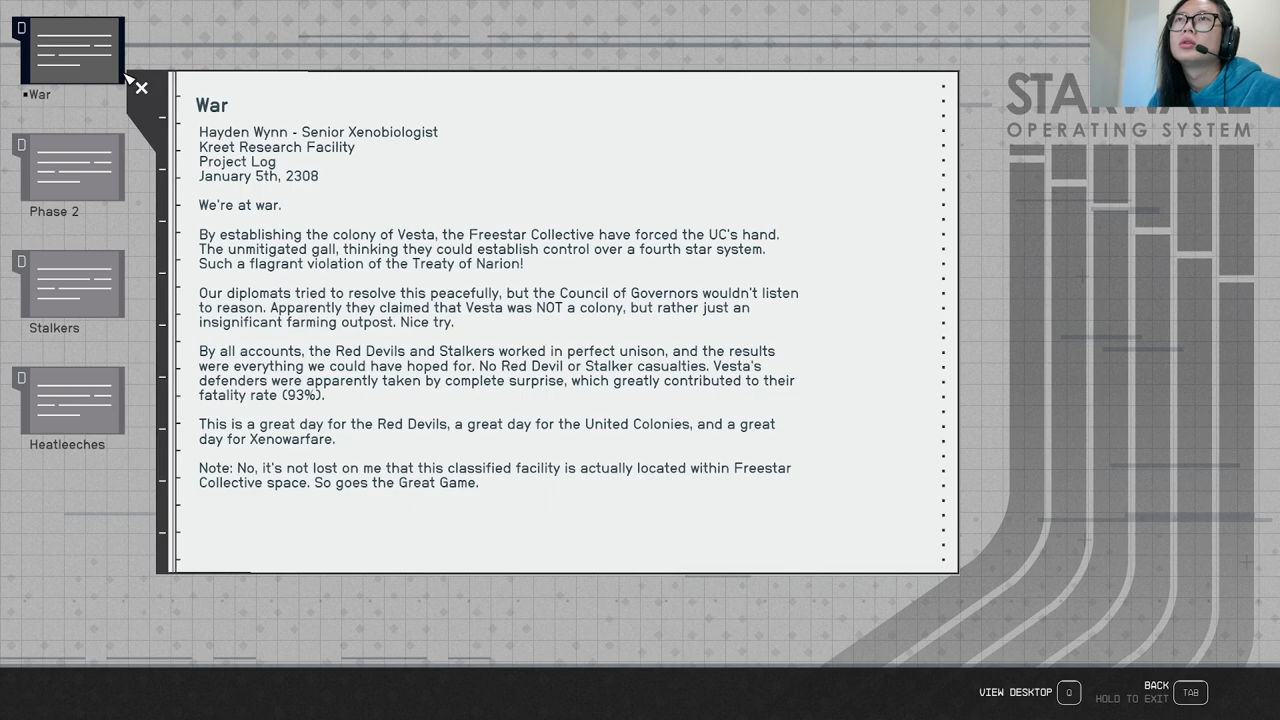 War
Phase 2
Stalkers
Heatleeches
War
Hayden Wynn - Senior Xenobiologist
Kreet Research Facility
Project Log
January 5th, 2308
We're at war.
By establishing the colony of Vesta, the Freestar Collective have forced the UC's hand.
The unmitigated gall, thinking they could establish control over a fourth star system.
Such a flagrant violation of the Treaty of Narion!
Our diplomats tried to resolve this peacefully, but the Council of Governors wouldn't listen
to reason. Apparently they claimed that Vesta was NOT a colony, but rather just an
insignificant farming outpost. Nice try.
By all accounts, the Red Devils and Stalkers worked in perfect unison, and the results
were everything we could have hoped for. No Red Devil or Stalker casualties. Vesta's
defenders were apparently taken by complete surprise, which greatly contributed to their
fatality rate (93%).
This is a great day for the Red Devils, a great day for the United Colonies, and a great
day for Xenowarfare.
Note: No, it's not lost on me that this classified facility is actually located within Freestar
Collective space. So goes the Great Game.
OPERATING SYSTEM
VIEW DESKTOP Q
BACK
HOLD TO EXIT TAB